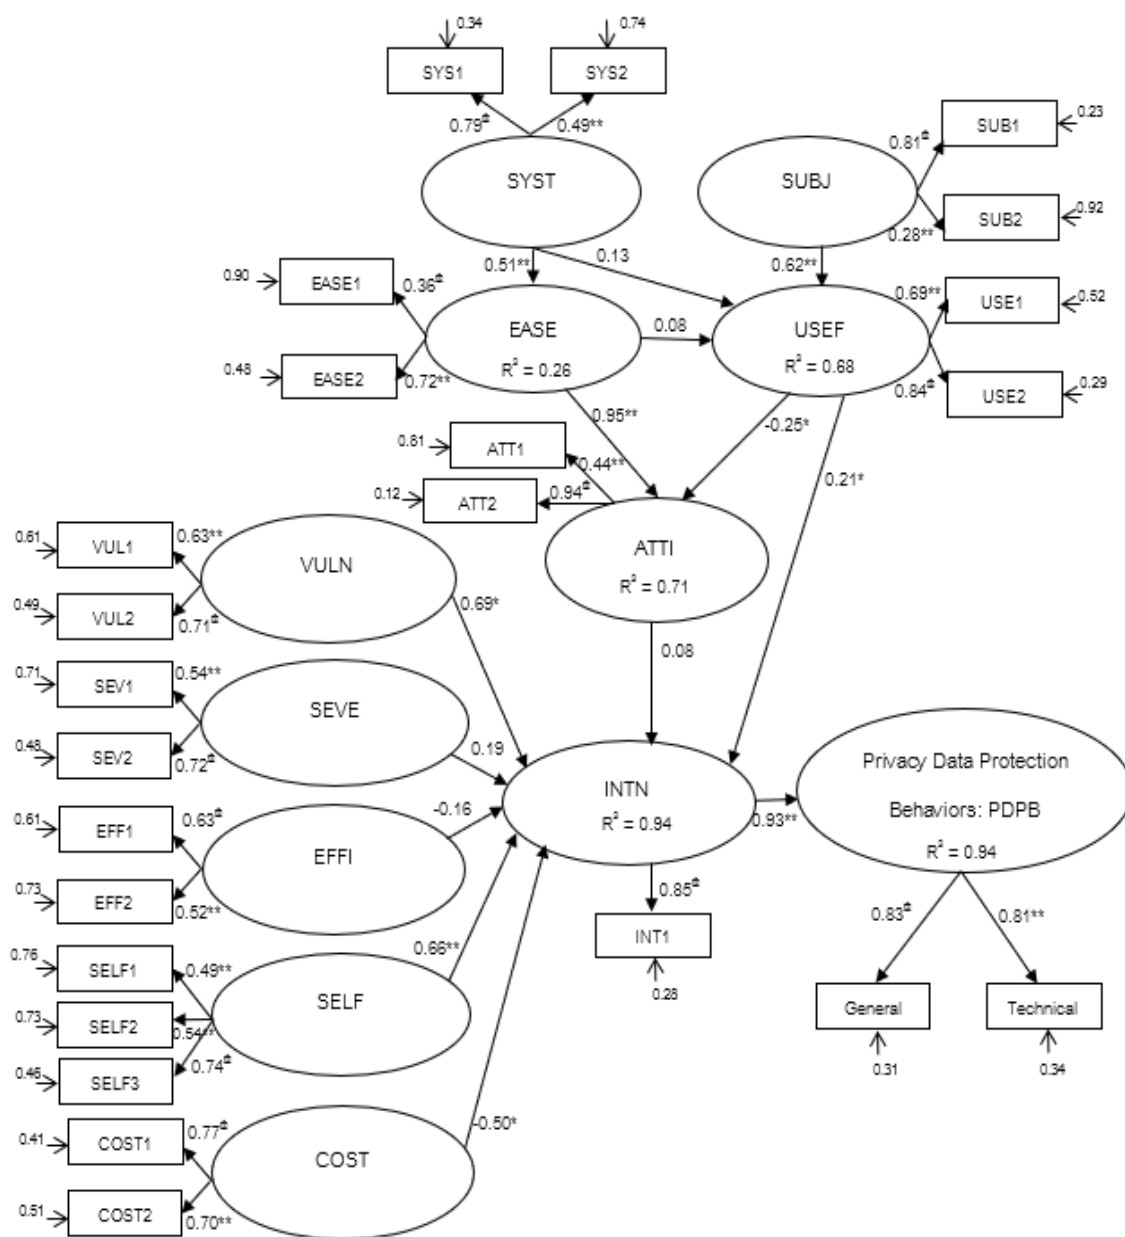 0.34
0.74
SYS1
SYS2
0.79⋕
0.49**
SYST
SUBJ
0.81⋕
SUB1
0.23
0.28**
SUB2
0.92
0.51**
0.13
0.62**
0.90
EASE1
0.36⋕
EASE
R² = 0.26
0.08
USEF
R² = 0.68
0.69**
USE1
0.52
0.48
EASE2
0.72**
0.84⋕
USE2
0.29
0.95**
-0.25*
0.21*
0.81
ATT1
0.44**
0.12
ATT2
0.94⋕
ATTI
R² = 0.71
0.61
VUL1
0.63**
VULN
0.49
VUL2
0.71⋕
0.69*
0.08
0.71
SEV1
0.54**
SEVE
0.48
SEV2
0.72⋕
0.19
INTN
R² = 0.94
0.93**
Privacy Data Protection
Behaviors: PDPB
R² = 0.94
0.61
EFF1
0.63⋕
EFFI
-0.16
0.73
EFF2
0.52**
0.85⋕
INT1
0.28
0.83⋕
0.81**
General
Technical
0.31
0.34
0.76
SELF1
0.49**
SELF
0.66**
0.73
SELF2
0.54**
0.46
SELF3
0.74⋕
0.41
COST1
0.77⋕
COST
-0.50*
0.51
COST2
0.70**